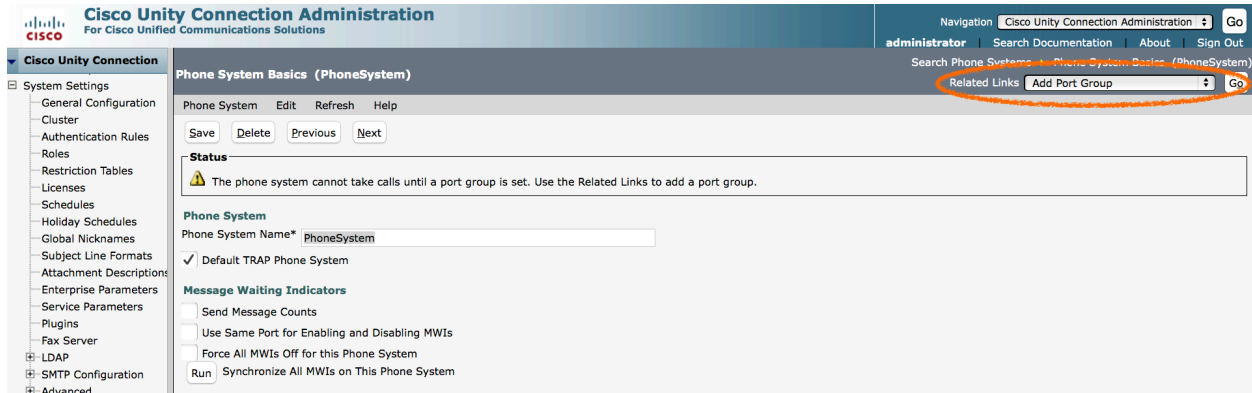 CISCO
Cisco Unity Connection Administration
For Cisco Unified Communications Solutions
Navigation Cisco Unity Connection Administration Go
administrator | Search Documentation | About | Sign Out
Cisco Unity Connection
System Settings
General Configuration
Cluster
Authentication Rules
Roles
Restriction Tables
Licenses
Schedules
Holiday Schedules
Global Nicknames
Subject Line Formats
Attachment Descriptions
Enterprise Parameters
Service Parameters
Plugins
Fax Server
LDAP
SMTP Configuration
Advanced
Phone System Basics (PhoneSystem)
Search Phone Systems Phone System Basics (PhoneSystem)
Related Links Add Port Group Go
Phone System Edit Refresh Help
Save Delete Previous Next
Status
The phone system cannot take calls until a port group is set. Use the Related Links to add a port group.
Phone System
Phone System Name* PhoneSystem
Default TRAP Phone System
Message Waiting Indicators
Send Message Counts
Use Same Port for Enabling and Disabling MWIs
Force All MWIs Off for this Phone System
Run Synchronize All MWIs on This Phone System